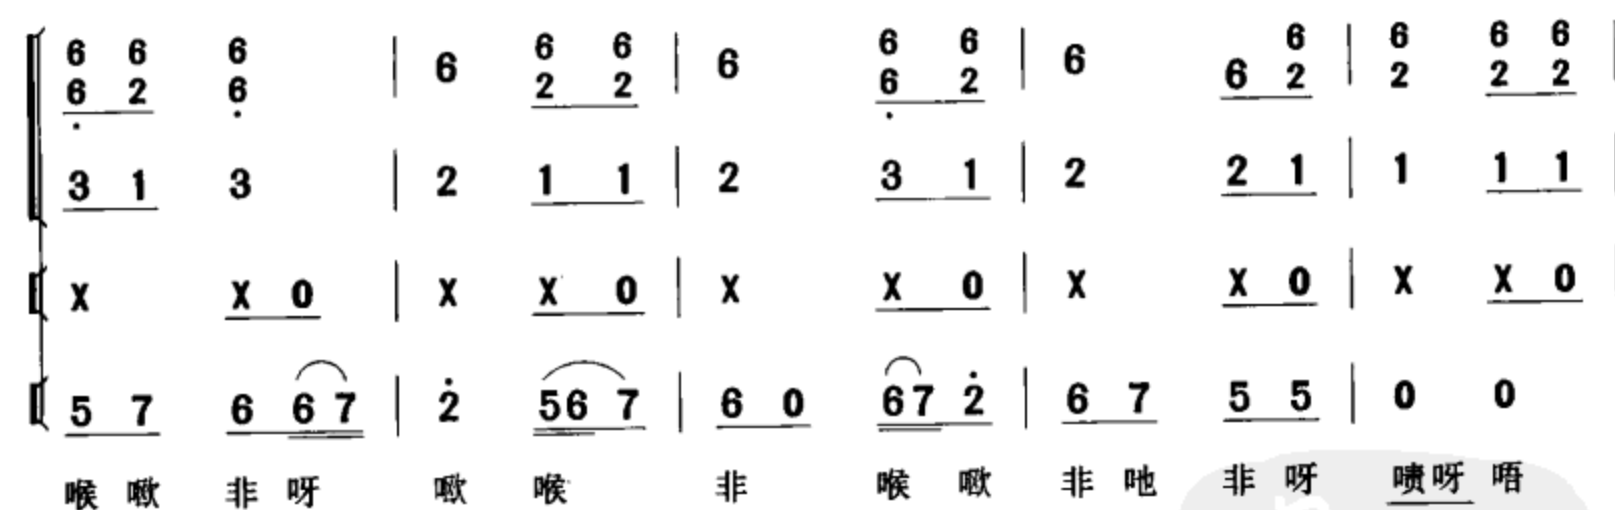 6 6 6 | 6 6 6 | 6 6 6 | 6 6 | 6 6 6 |
6 2 6 2 2 6 2 6 2 2 2 2
3 1 3 | 2 1 1 | 2 3 1 | 2 2 1 | 1 1 1 |
X X 0 | X X 0 | X X 0 | X X 0 | X X 0
5 7 6 6 7 | 2 5 6 7 | 6 0 6 7 2 | 6 7 5 5 | 0 0
喉 噷 非 呀 噷 喉 非 喉 噷 非 吔 非 呀 啧 呀 唔